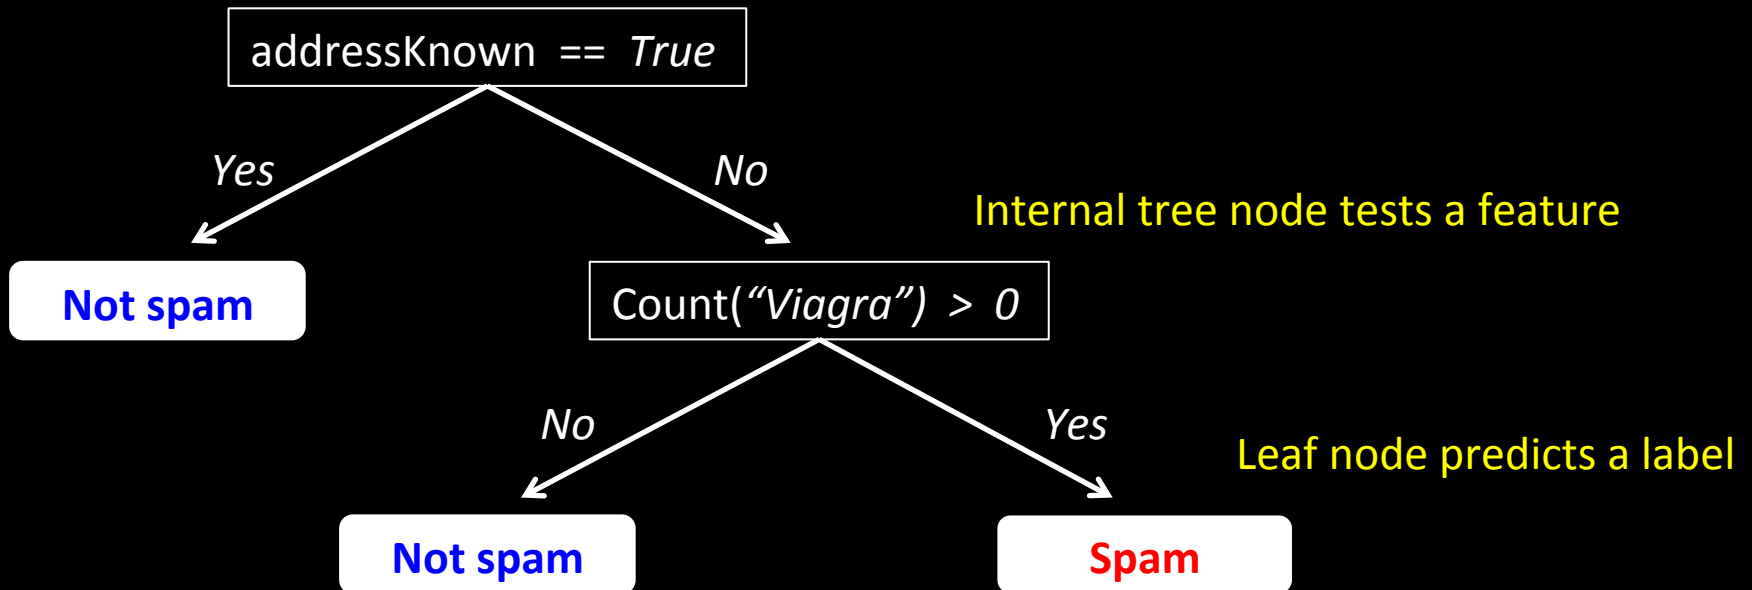 addressKnown == True
Yes
No
Internal tree node tests a feature
Not spam
Count(“Viagra”) > 0
No
Yes
Leaf node predicts a label
Not spam
Spam